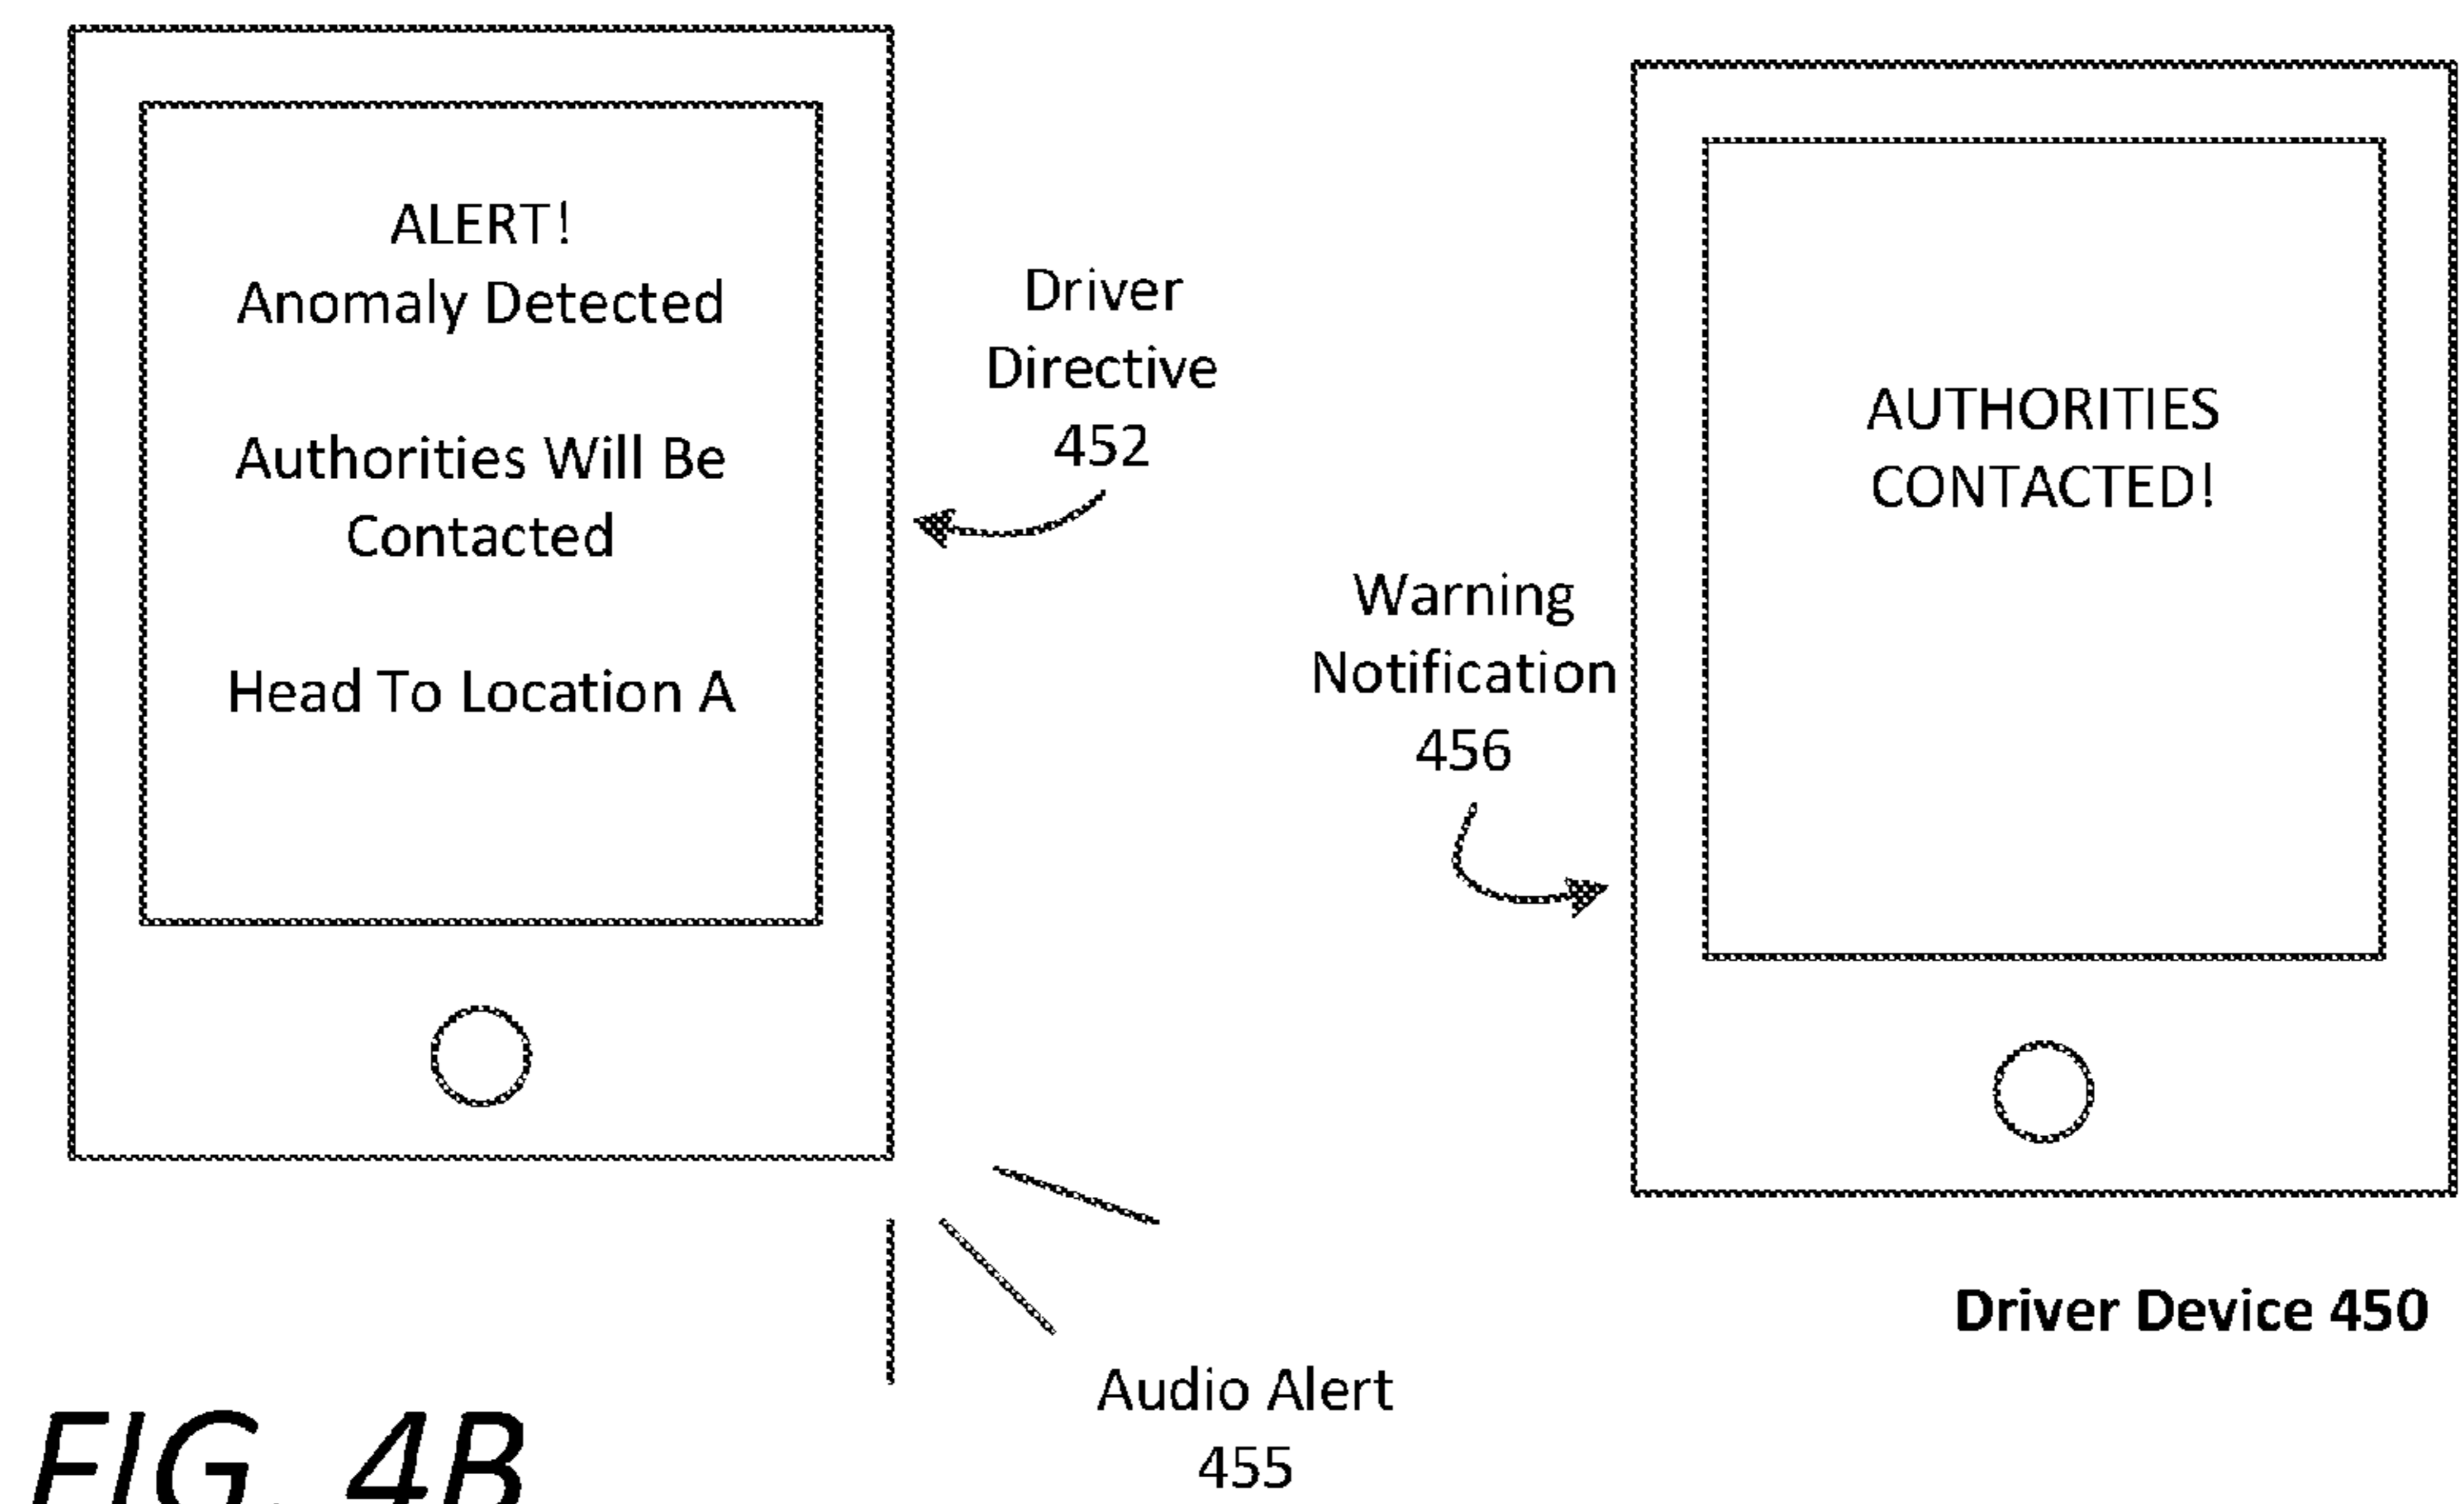 ALERT!
Anomaly Detected
Authorities Will Be
Contacted
Head To Location A
Driver
Directive
452
Warning
Notification
456
AUTHORITIES
CONTACTED!
Driver Device 450
Audio Alert
455
FIG. 4B